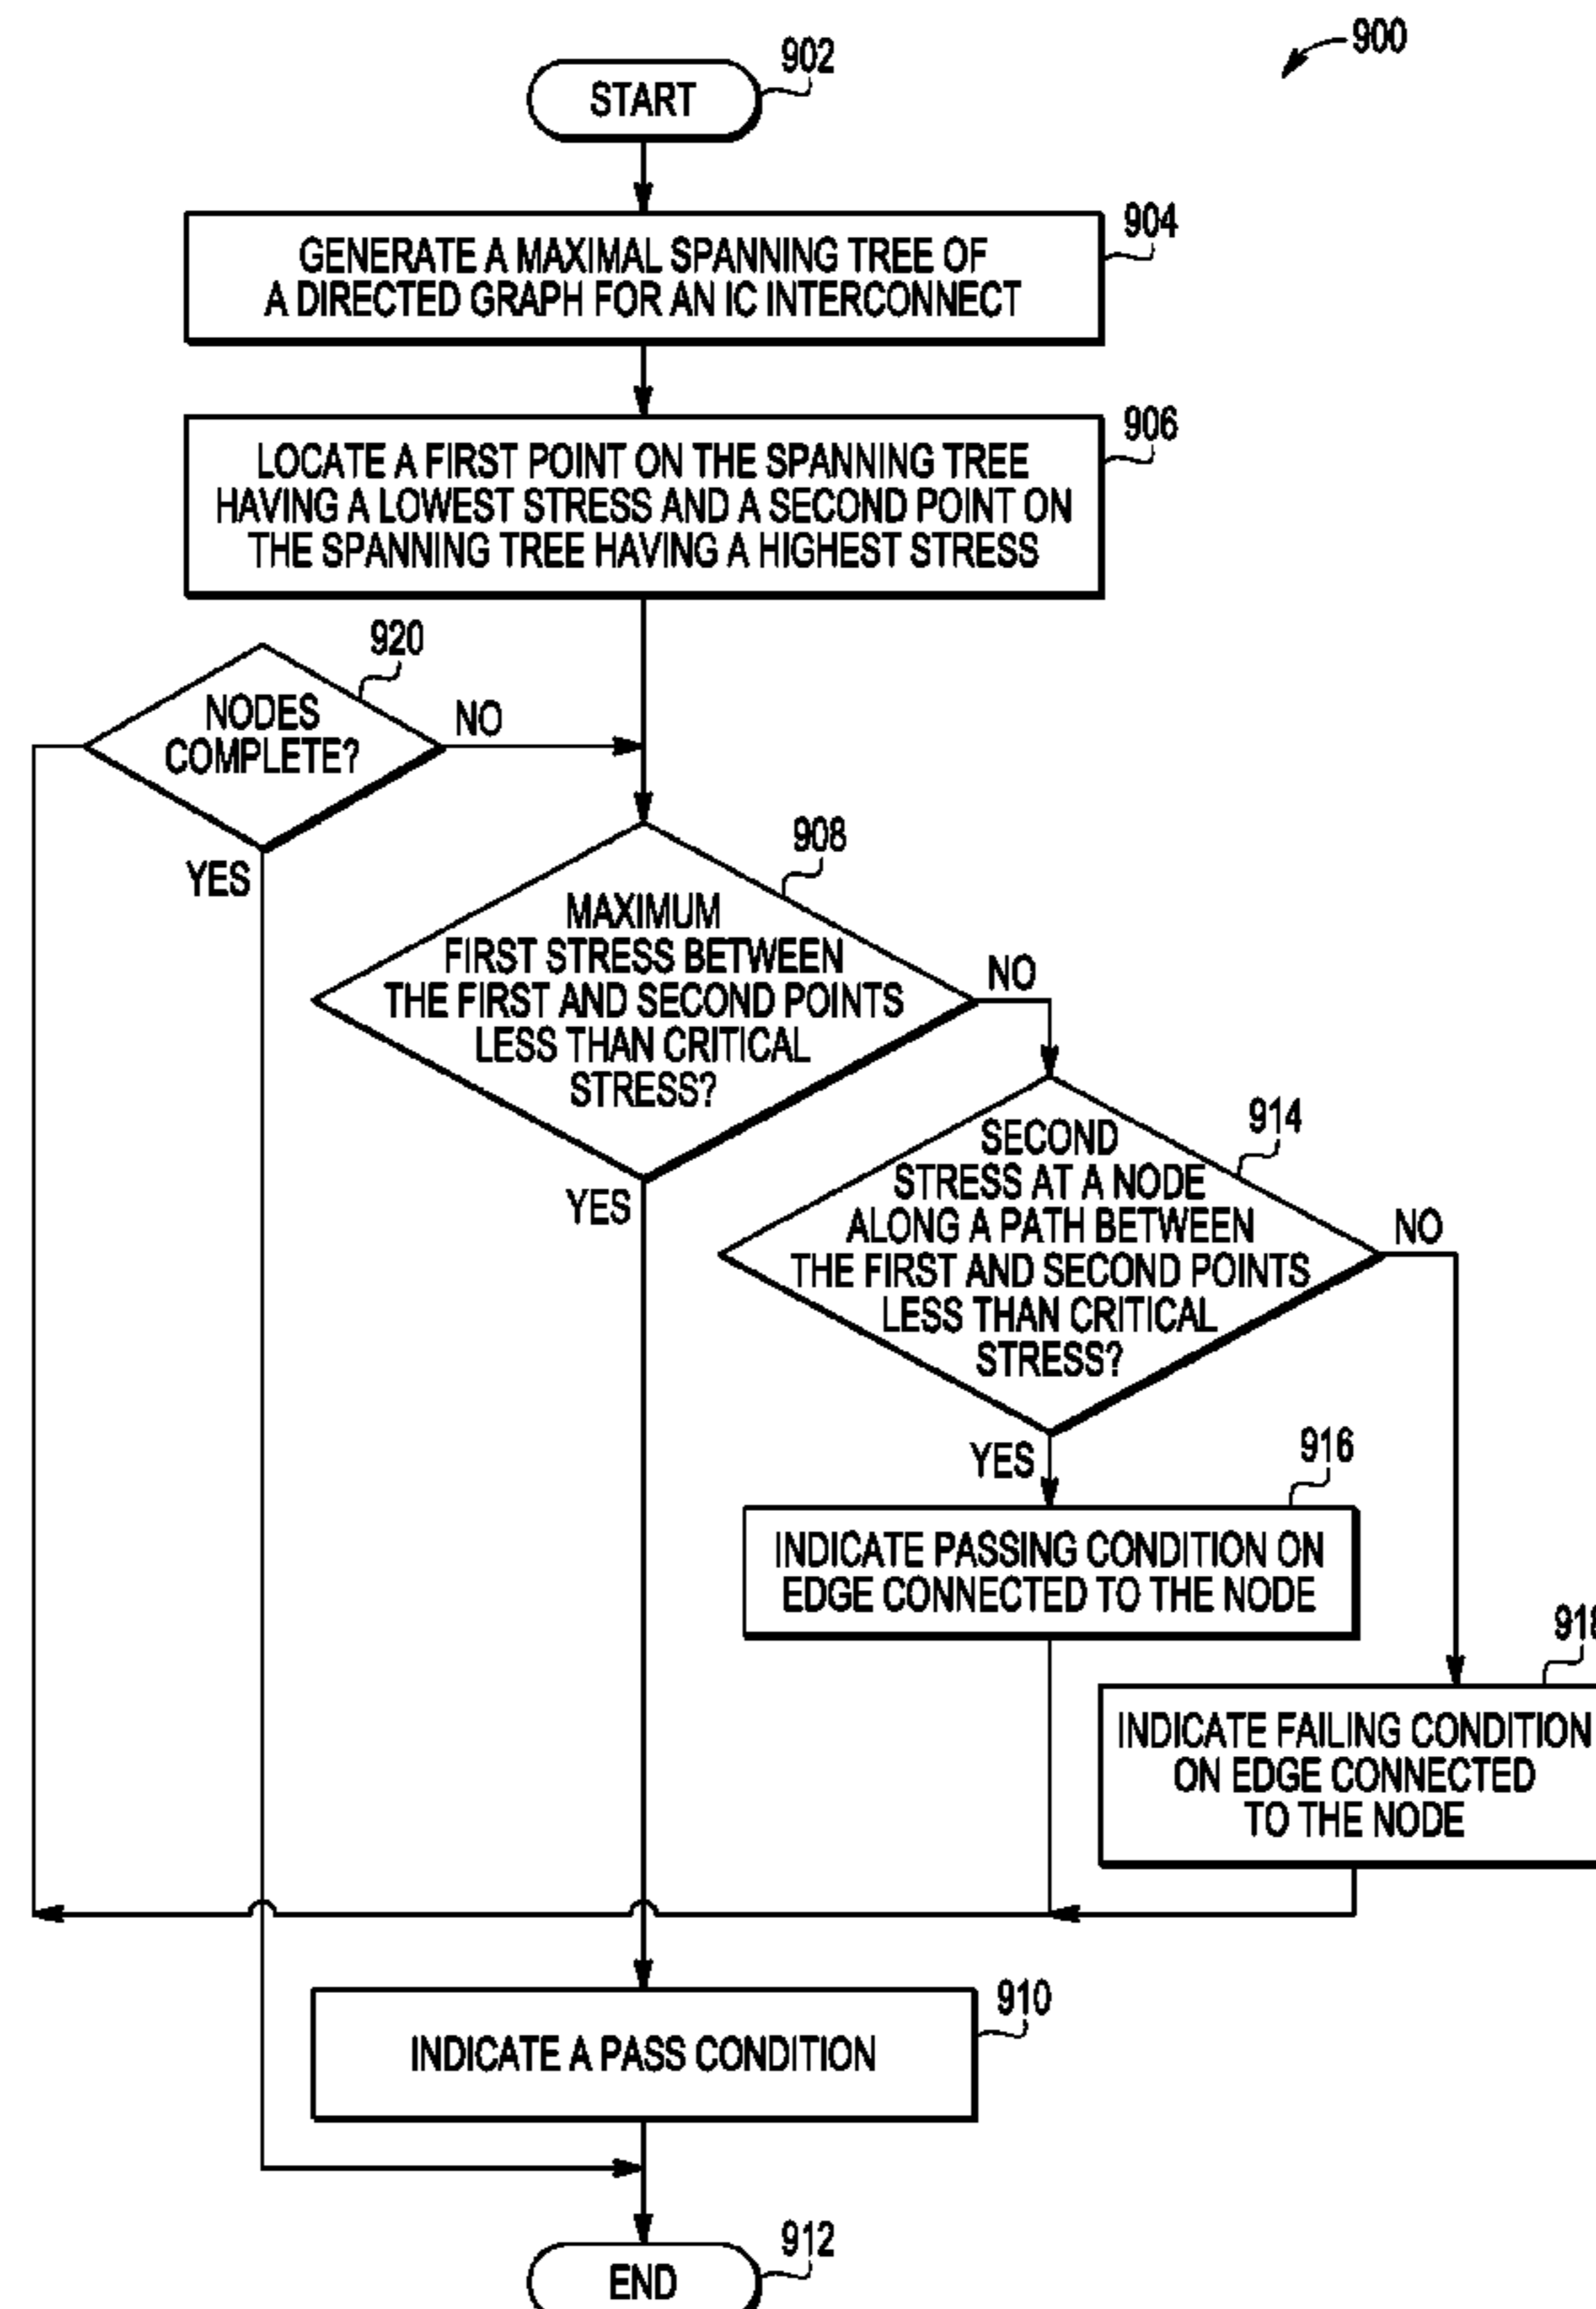 900
902
START
904
GENERATE A MAXIMAL SPANNING TREE OF
A DIRECTED GRAPH FOR AN IC INTERCONNECT
906
LOCATE A FIRST POINT ON THE SPANNING TREE
HAVING A LOWEST STRESS AND A SECOND POINT ON
THE SPANNING TREE HAVING A HIGHEST STRESS
920
NODES
COMPLETE?
NO
YES
908
MAXIMUM
FIRST STRESS BETWEEN
THE FIRST AND SECOND POINTS
LESS THAN CRITICAL
STRESS?
NO
YES
914
SECOND
STRESS AT A NODE
ALONG A PATH BETWEEN
THE FIRST AND SECOND POINTS
LESS THAN CRITICAL
STRESS?
NO
YES
916
INDICATE PASSING CONDITION ON
EDGE CONNECTED TO THE NODE
918
INDICATE FAILING CONDITION
ON EDGE CONNECTED
TO THE NODE
910
INDICATE A PASS CONDITION
912
END